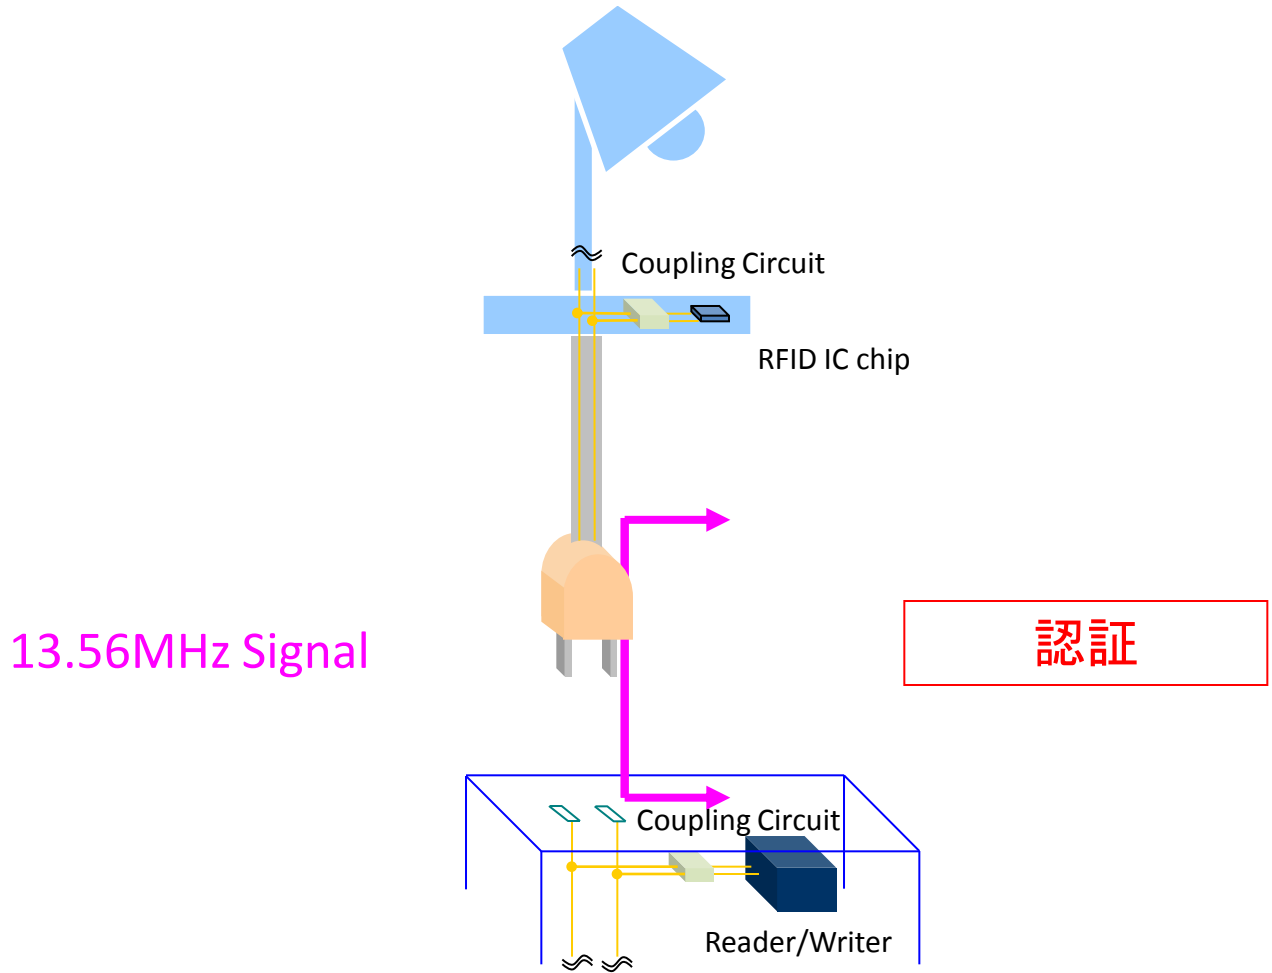 Coupling Circuit
RFID IC chip
13.56MHz Signal
認証
Coupling Circuit
Reader/Writer